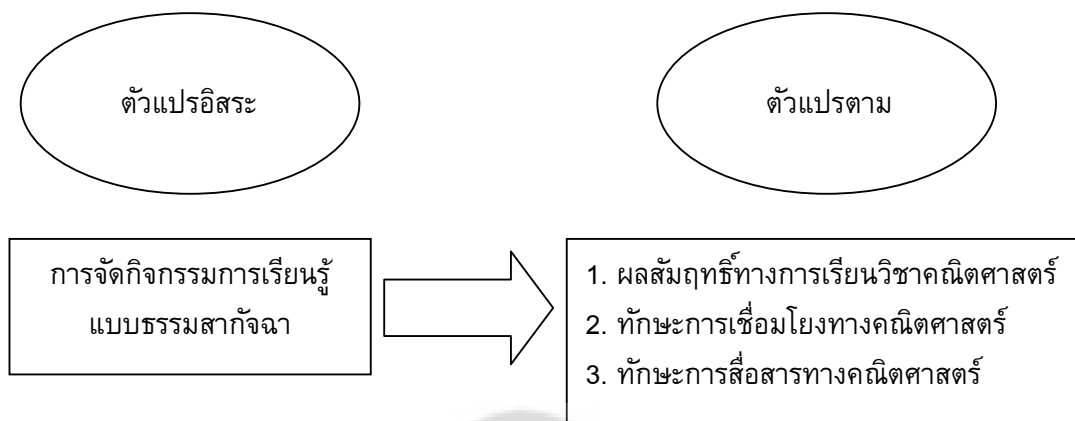 ตัวแปรอิสระ
ตัวแปรตาม
การจัดกิจกรรมการเรียนรู้
แบบธรรมสากัจฉา
1. ผลสัมฤทธิ์ทางการเรียนวิชาคณิตศาสตร์
2. ทักษะการเชื่อมโยงทางคณิตศาสตร์
3. ทักษะการสื่อสารทางคณิตศาสตร์